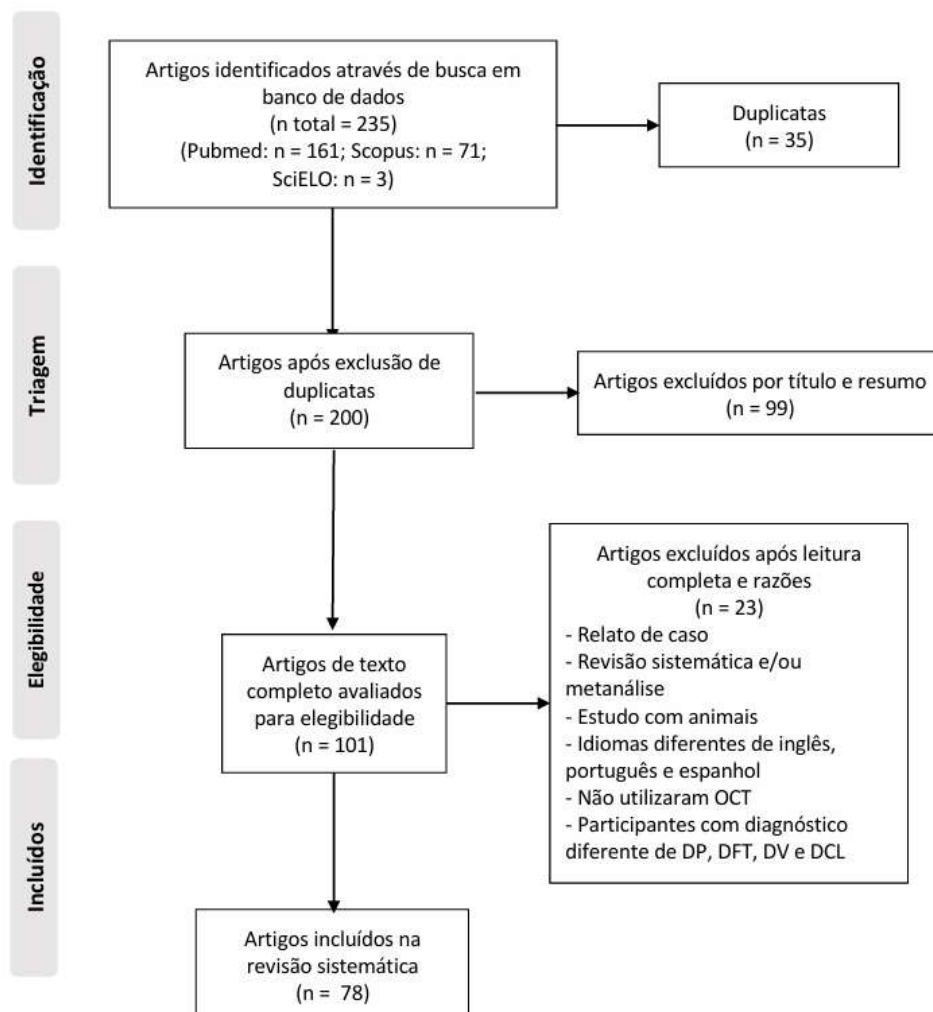 Identificação
Artigos identificados através de busca em
banco de dados
(n total = 235)
(Pubmed: n = 161; Scopus: n = 71;
SciELO: n = 3)
Duplicatas
(n = 35)
Triagem
Artigos após exclusão de
duplicatas
(n = 200)
Artigos excluídos por título e resumo
(n = 99)
Elegibilidade
Artigos de texto
completo avaliados
para elegibilidade
(n = 101)
Artigos excluídos após leitura
completa e razões
(n = 23)
- Relato de caso
- Revisão sistemática e/ou
metanálise
- Estudo com animais
- Idiomas diferentes de inglês,
português e espanhol
- Não utilizaram OCT
- Participantes com diagnóstico
diferente de DP, DFT, DV e DCL
Incluídos
Artigos incluídos na
revisão sistemática
(n = 78)